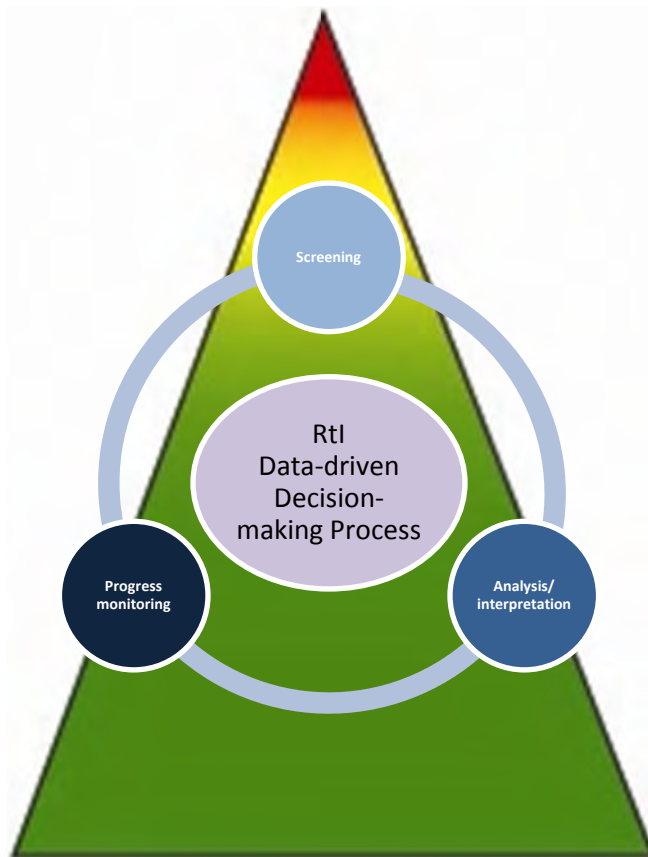 Screening
RtI
Data-driven
Decision-
making Process
Progress
monitoring
Analysis/
interpretation